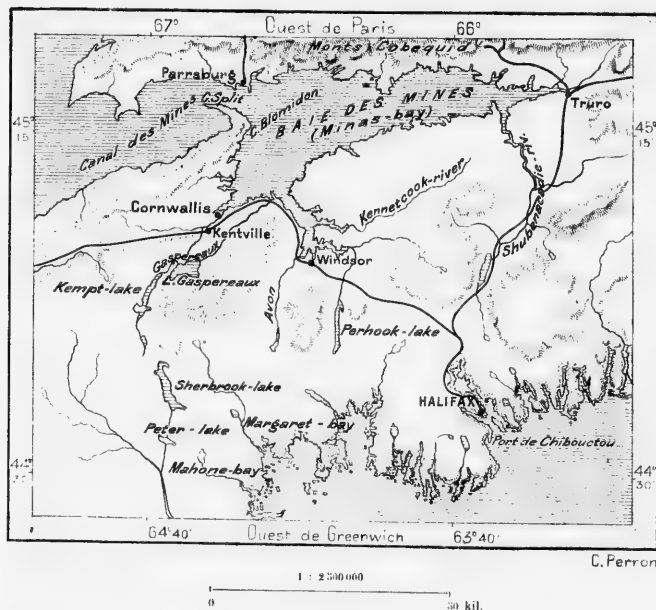 67° Ouest de Paris 66°
Monts Cobequid
Parrsburg
Truro
C. Split
Canal des Mines
C. Blomidon
BAIE DES MINES
(Minas-bay)
45° 15'
45° 15'
Shubenacadie-riv.
Kennetcook-river
Cornwallis
Kentville
Gaspereaux
L. Gaspereaux
Windsor
Kempt-lake
Avon
Perhook-lake
Sherbrook-lake
HALIFAX
Peter-lake
Margaret-bay
Port de Chibouctou
Mahone-bay
44° 30'
44° 30'
64°40' Ouest de Greenwich 63°40'
C. Perron
1 : 2 300 000
0 50 kil.